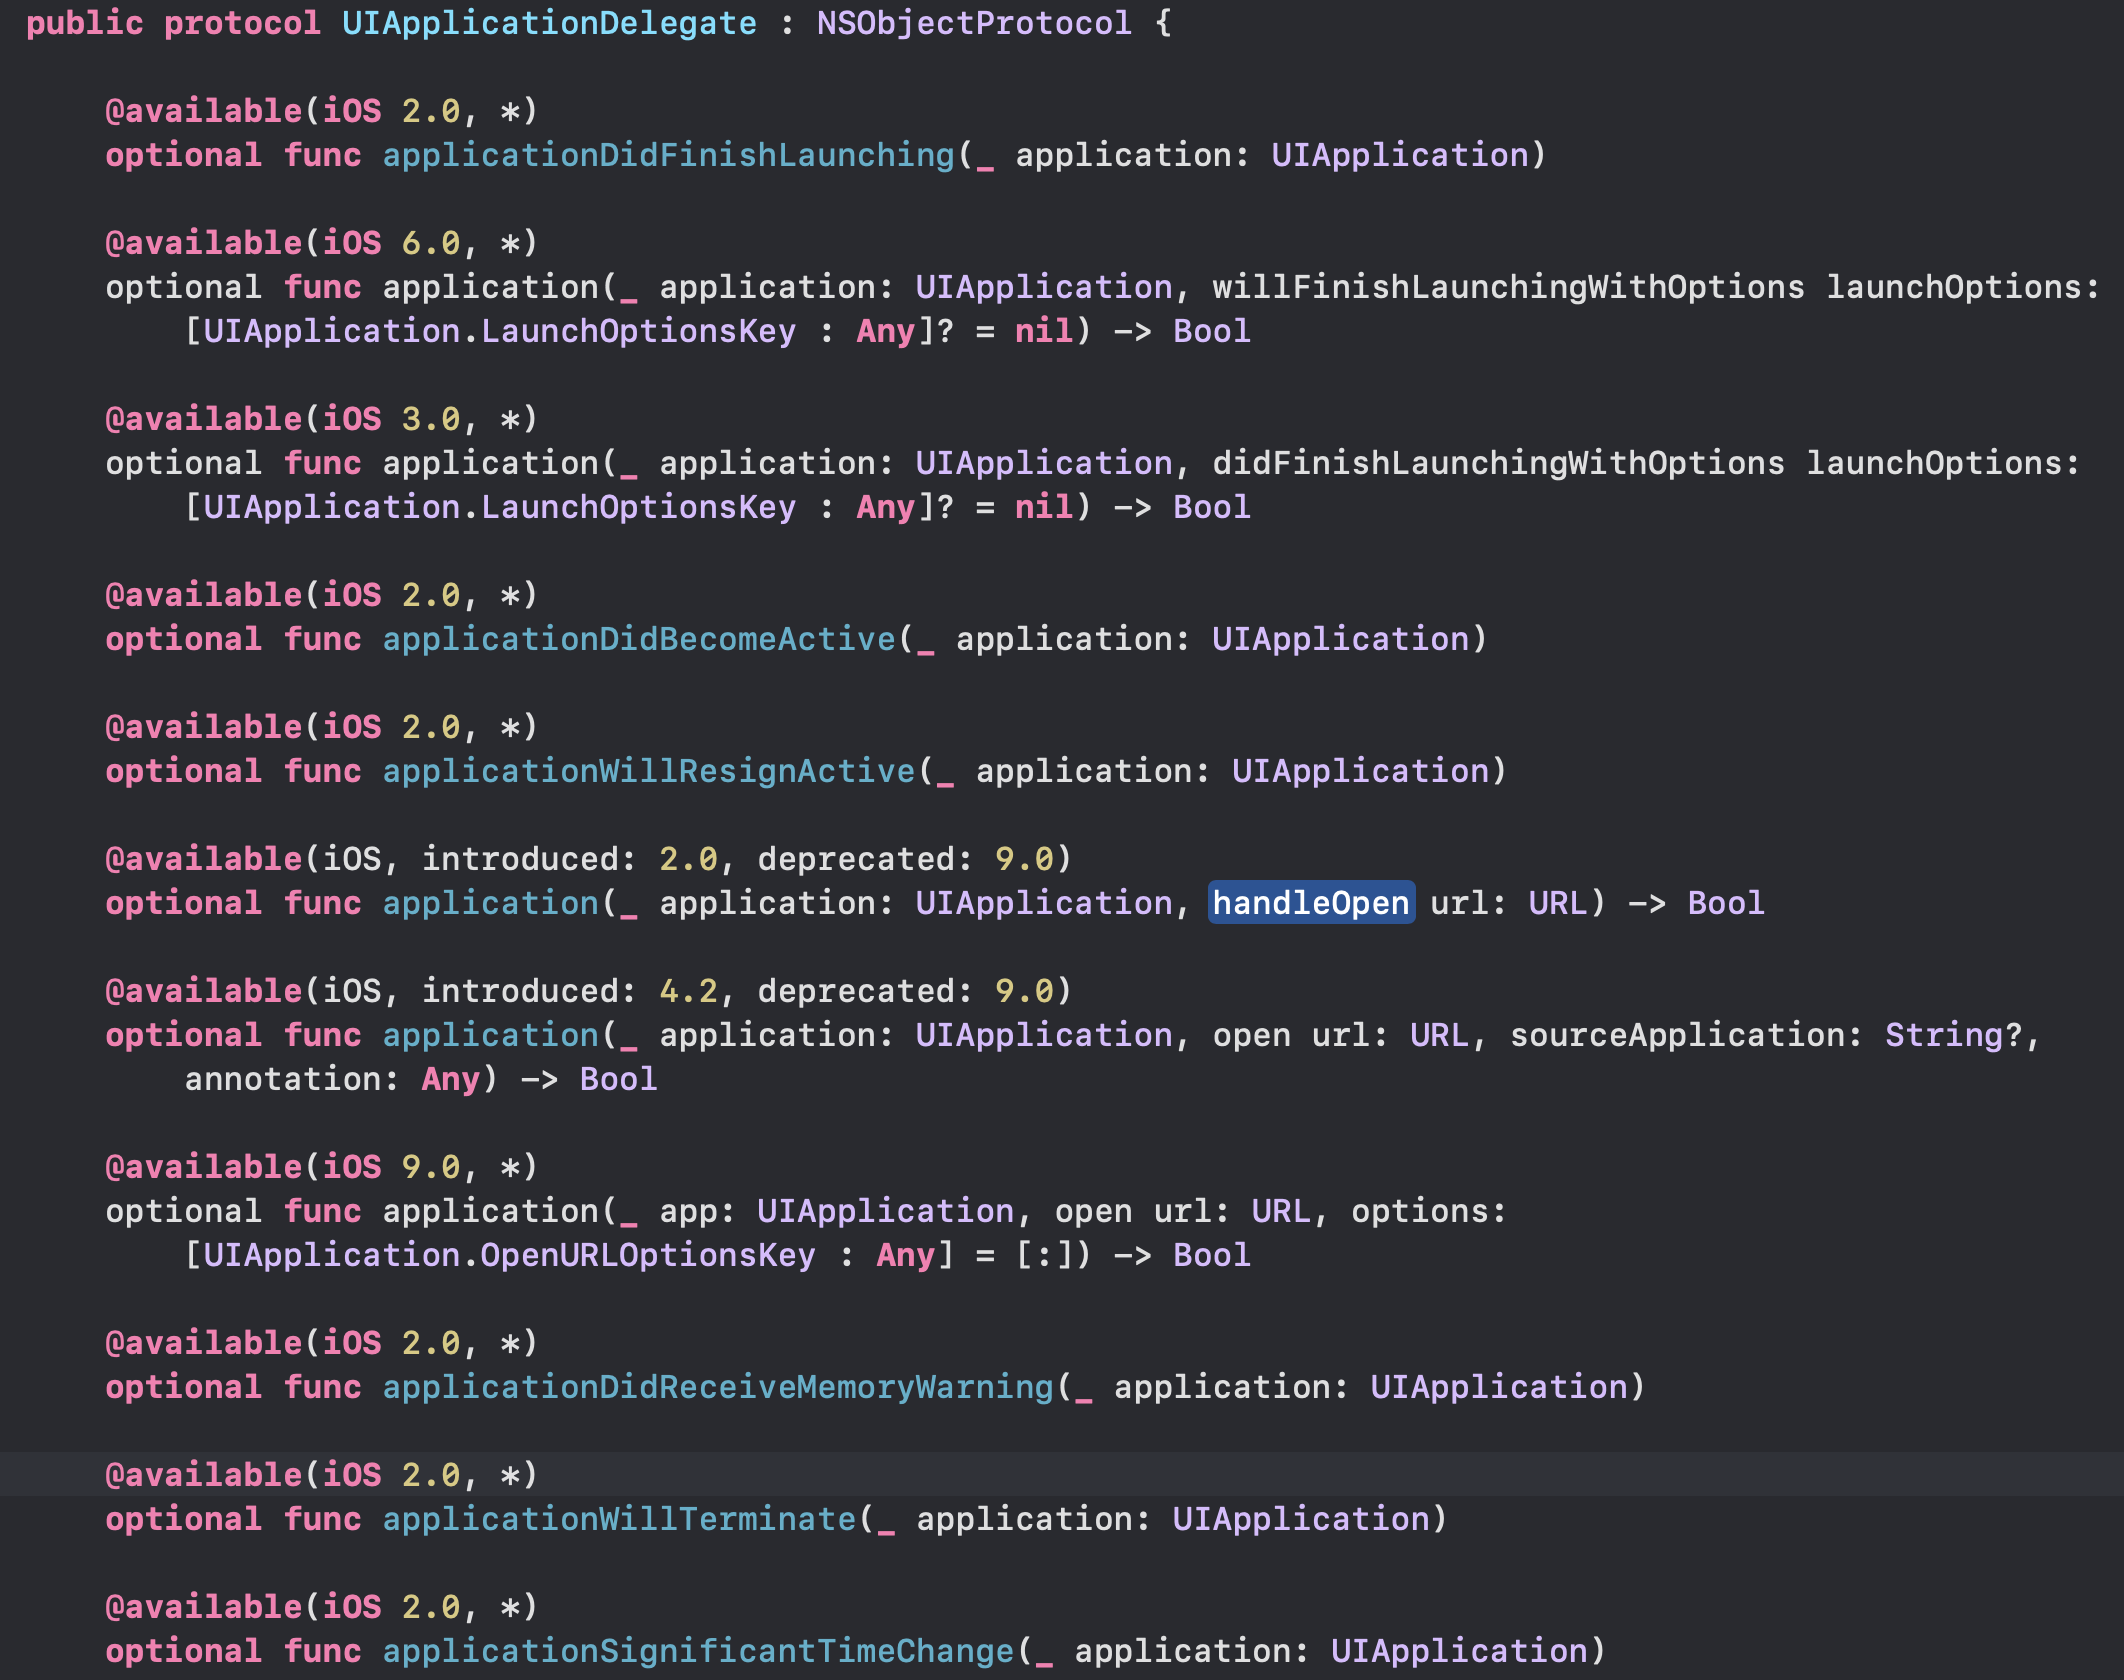 public protocol UIApplicationDelegate : NSObjectProtocol {
@available(iOS 2.0, *)
optional func applicationDidFinishLaunching(_ application: UIApplication)
@available(iOS 6.0, *)
optional func application(_ application: UIApplication, willFinishLaunchingWithOptions launchOptions:
[UIApplication.LaunchOptionsKey : Any]? = nil) -> Bool
@available(iOS 3.0, *)
optional func application(_ application: UIApplication, didFinishLaunchingWithOptions launchOptions:
[UIApplication.LaunchOptionsKey : Any]? = nil) -> Bool
@available(iOS 2.0, *)
optional func applicationDidBecomeActive(_ application: UIApplication)
@available(iOS 2.0, *)
optional func applicationWillResignActive(_ application: UIApplication)
@available(iOS, introduced: 2.0, deprecated: 9.0)
optional func application(_ application: UIApplication, handleOpen url: URL) -> Bool
@available(iOS, introduced: 4.2, deprecated: 9.0)
optional func application(_ application: UIApplication, open url: URL, sourceApplication: String?,
annotation: Any) -> Bool
@available(iOS 9.0, *)
optional func application(_ app: UIApplication, open url: URL, options:
[UIApplication.OpenURLOptionsKey : Any] = [:]) -> Bool
@available(iOS 2.0, *)
optional func applicationDidReceiveMemoryWarning(_ application: UIApplication)
@available(iOS 2.0, *)
optional func applicationWillTerminate(_ application: UIApplication)
@available(iOS 2.0, *)
optional func applicationSignificantTimeChange(_ application: UIApplication)